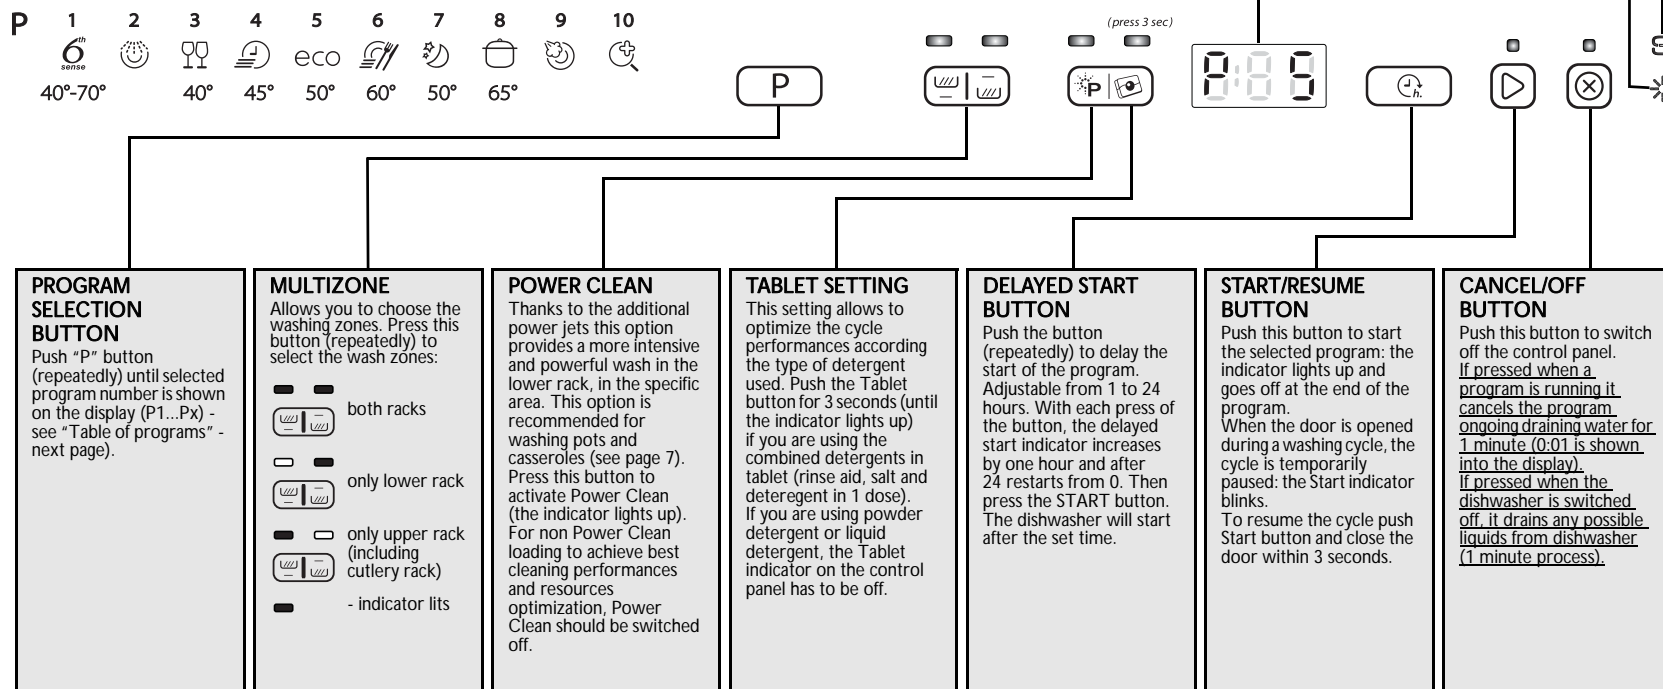 P 1 2 3 4 5 6 7 8 9 10
6th sense eco
40°-70° 40° 45° 50° 60° 50° 65°
(press 3 sec)
P P P 5 h.
PROGRAM
SELECTION
BUTTON
Push “P” button
(repeatedly) until selected
program number is shown
on the display (P1...Px) -
see “Table of programs” -
next page).
MULTIZONE
Allows you to choose the
washing zones. Press this
button (repeatedly) to
select the wash zones:
both racks
only lower rack
only upper rack
(including
cutlery rack)
- indicator lits
POWER CLEAN
Thanks to the additional
power jets this option
provides a more intensive
and powerful wash in the
lower rack, in the specific
area. This option is
recommended for
washing pots and
casseroles (see page 7).
Press this button to
activate Power Clean
(the indicator lights up).
For non Power Clean
loading to achieve best
cleaning performances
and resources
optimization, Power
Clean should be switched
off.
TABLET SETTING
This setting allows to
optimize the cycle
performances according
the type of detergent
used. Push the Tablet
button for 3 seconds (until
the indicator lights up)
if you are using the
combined detergents in
tablet (rinse aid, salt and
deteregent in 1 dose).
If you are using powder
detergent or liquid
detergent, the Tablet
indicator on the control
panel has to be off.
DELAYED START
BUTTON
Push the button
(repeatedly) to delay the
start of the program.
Adjustable from 1 to 24
hours. With each press of
the button, the delayed
start indicator increases
by one hour and after
24 restarts from 0. Then
press the START button.
The dishwasher will start
after the set time.
START/RESUME
BUTTON
Push this button to start
the selected program: the
indicator lights up and
goes off at the end of the
program.
When the door is opened
during a washing cycle, the
cycle is temporarily
paused: the Start indicator
blinks.
To resume the cycle push
Start button and close the
door within 3 seconds.
CANCEL/OFF
BUTTON
Push this button to switch
off the control panel.
If pressed when a
program is running it
cancels the program
ongoing draining water for
1 minute (0:01 is shown
into the display).
If pressed when the
dishwasher is switched
off, it drains any possible
liquids from dishwasher
(1 minute process).